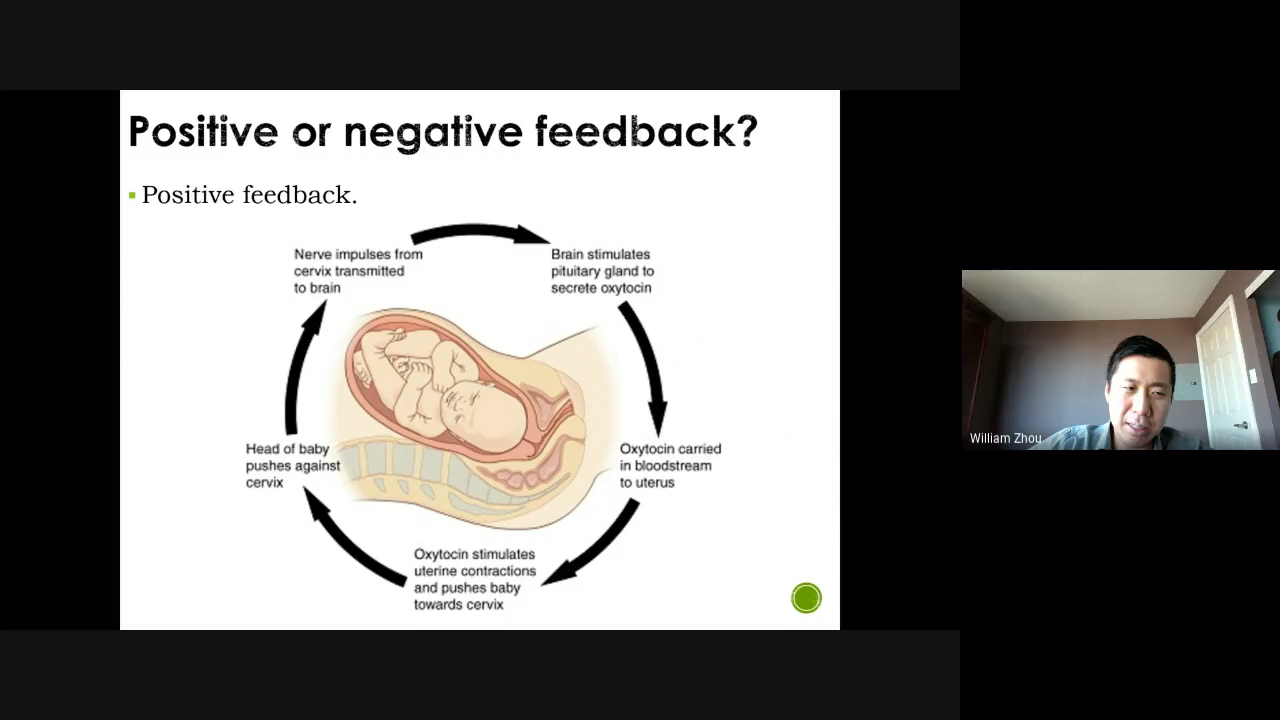 Positive or negative feedback?
Positive feedback.
Nerve impulses from
cervix transmitted
to brain
Brain stimulates
pituitary gland to
secrete oxytocin
Oxytocin carried
in bloodstream
to uterus
Oxytocin stimulates
uterine contractions
and pushes baby
towards cervix
Head of baby
pushes against
cervix
William Zhou